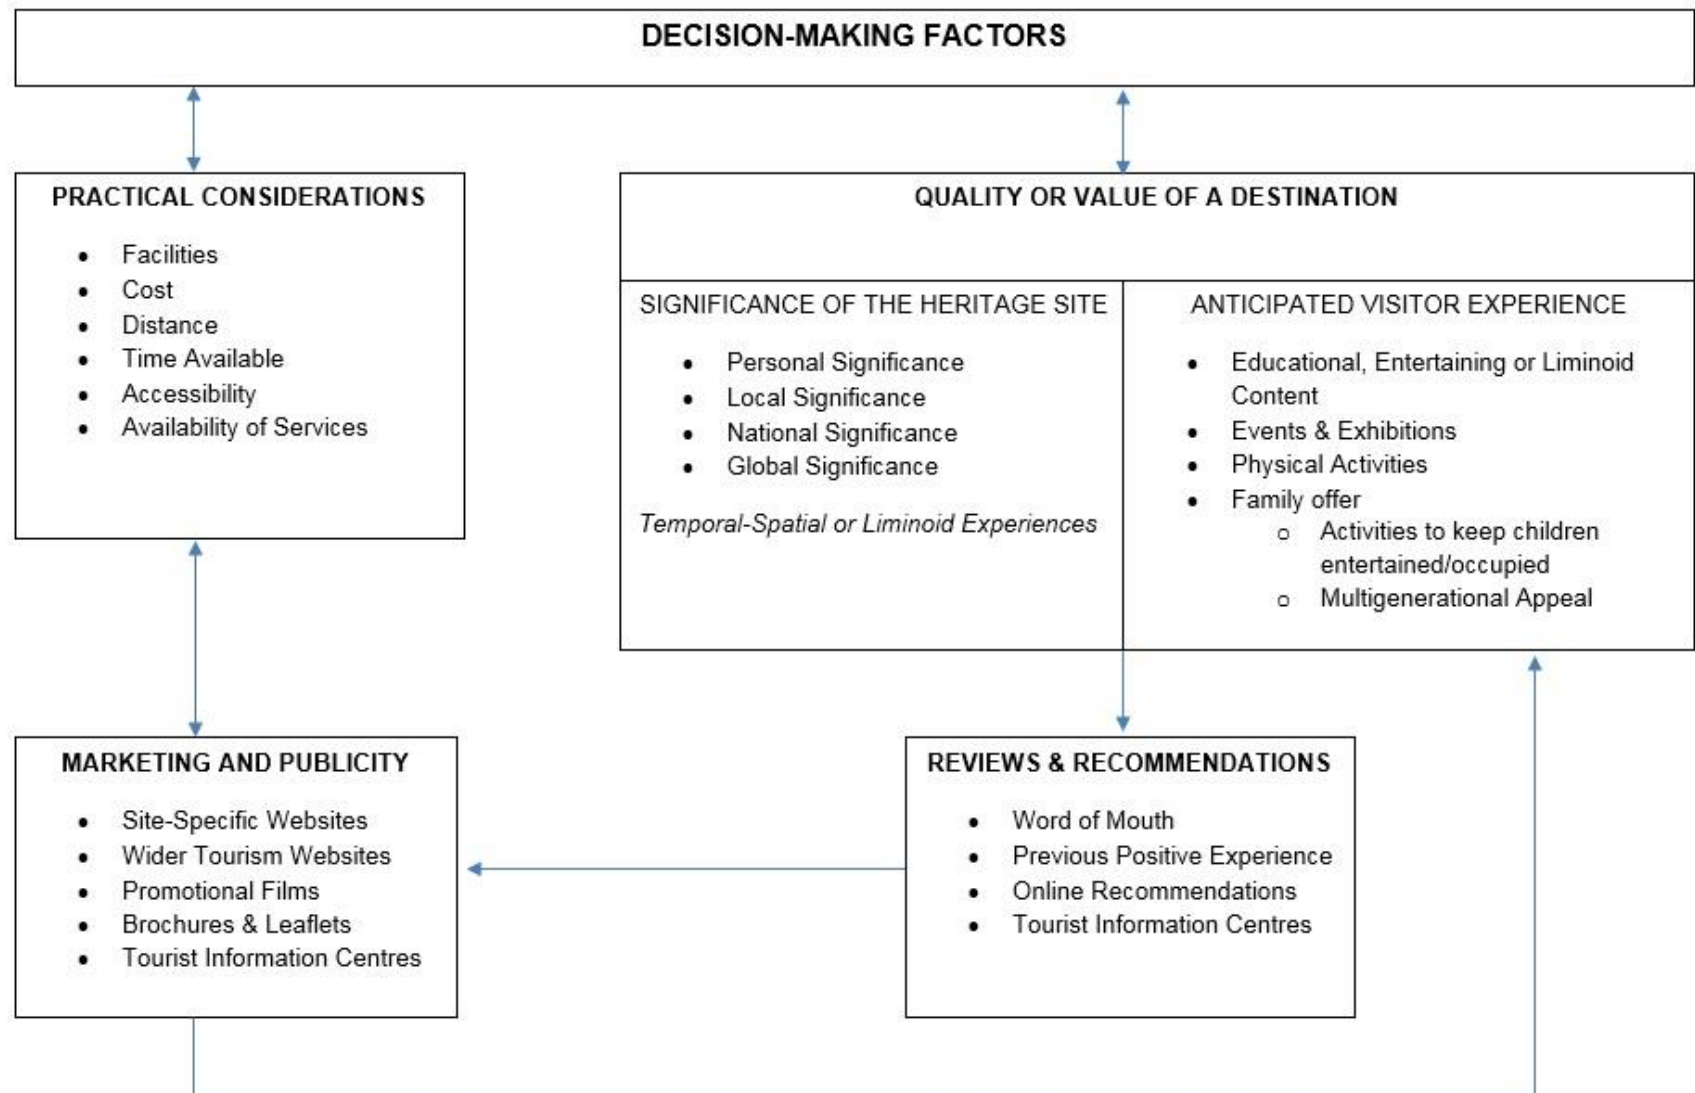 DECISION-MAKING FACTORS
PRACTICAL CONSIDERATIONS
• Facilities
• Cost
• Distance
• Time Available
• Accessibility
• Availability of Services
QUALITY OR VALUE OF A DESTINATION
SIGNIFICANCE OF THE HERITAGE SITE
• Personal Significance
• Local Significance
• National Significance
• Global Significance
Temporal-Spatial or Liminoid Experiences
ANTICIPATED VISITOR EXPERIENCE
• Educational, Entertaining or Liminoid
Content
• Events & Exhibitions
• Physical Activities
• Family offer
o Activities to keep children
entertained/occupied
o Multigenerational Appeal
MARKETING AND PUBLICITY
• Site-Specific Websites
• Wider Tourism Websites
• Promotional Films
• Brochures & Leaflets
• Tourist Information Centres
REVIEWS & RECOMMENDATIONS
• Word of Mouth
• Previous Positive Experience
• Online Recommendations
• Tourist Information Centres